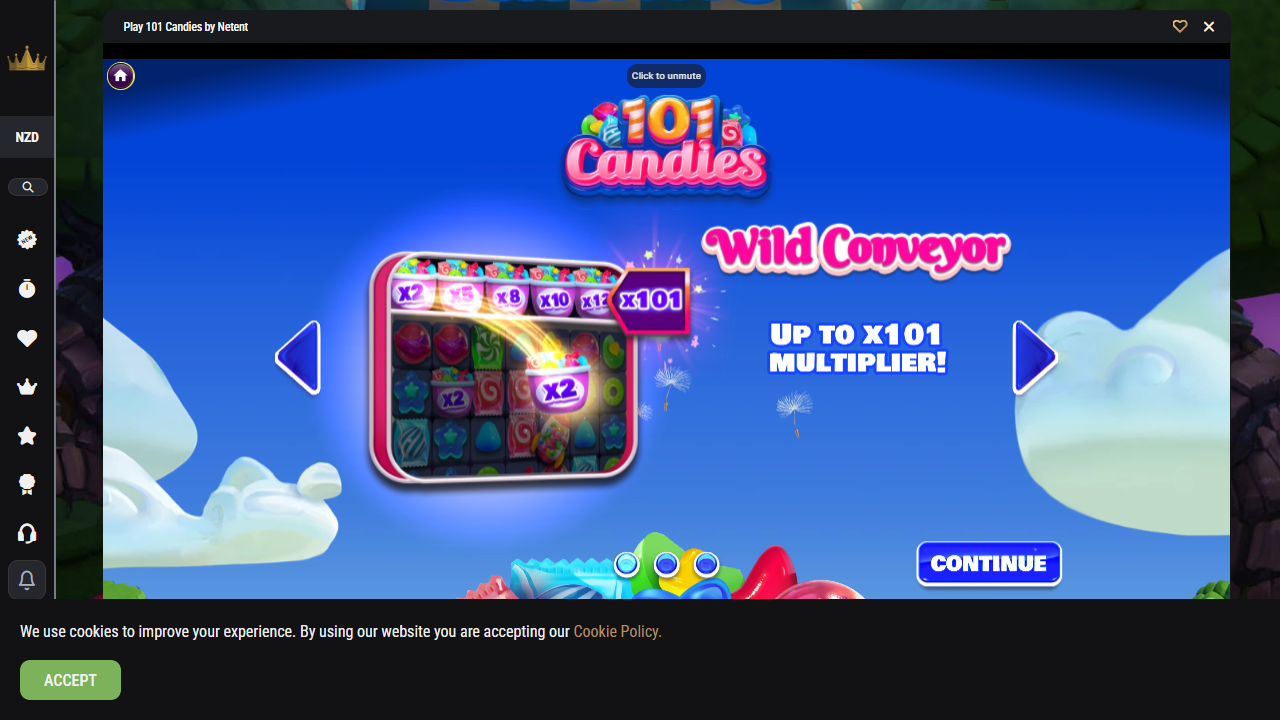 Play 101 Candies by Netent
NZD
NEW
Click to unmute
101
Candies
Wild Conveyor
x2 x5 x8 x10 x12
x101
UP TO X101
MULTIPLIER!
x2
x2
CONTINUE
We use cookies to improve your experience. By using our website you are accepting our Cookie Policy.
ACCEPT